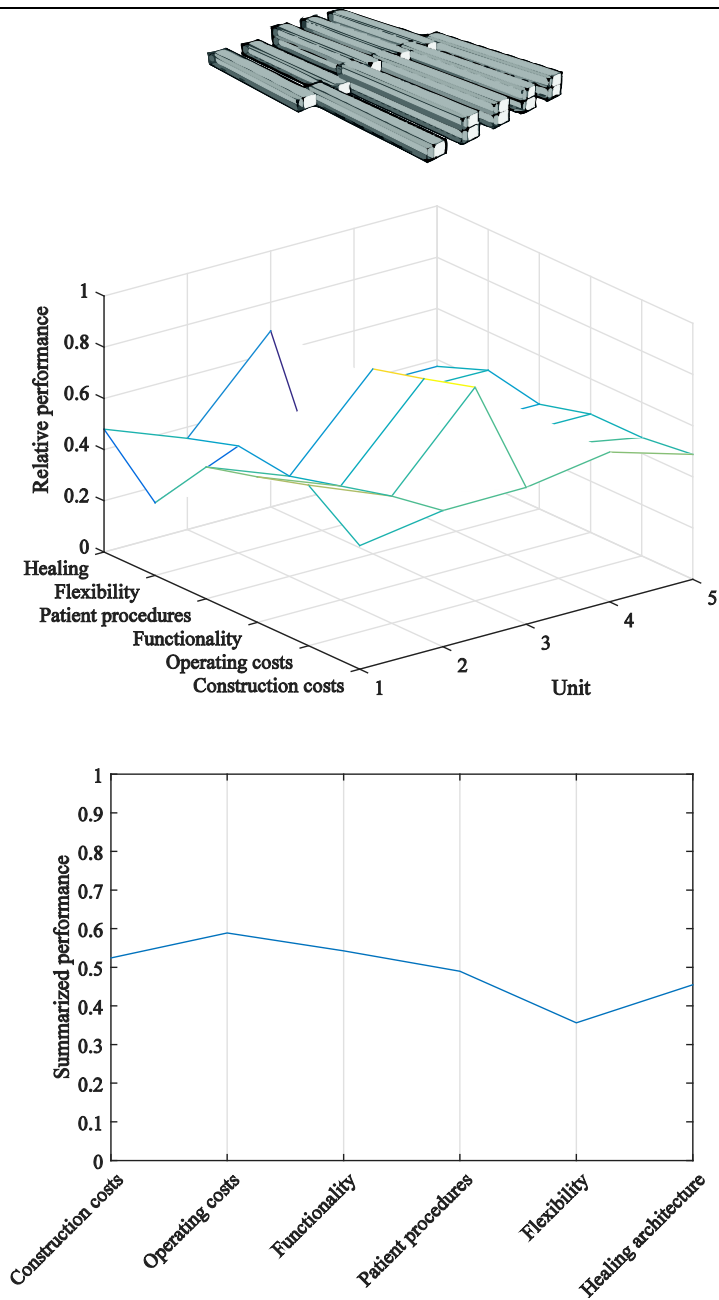 Relative performance
1
0.8
0.6
0.4
0.2
0
Healing
Flexibility
Patient procedures
Functionality
Operating costs
Construction costs
1
2
3
4
5
Unit
Summarized performance
1
0.9
0.8
0.7
0.6
0.5
0.4
0.3
0.2
0.1
0
Construction costs
Operating costs
Functionality
Patient procedures
Flexibility
Healing architecture